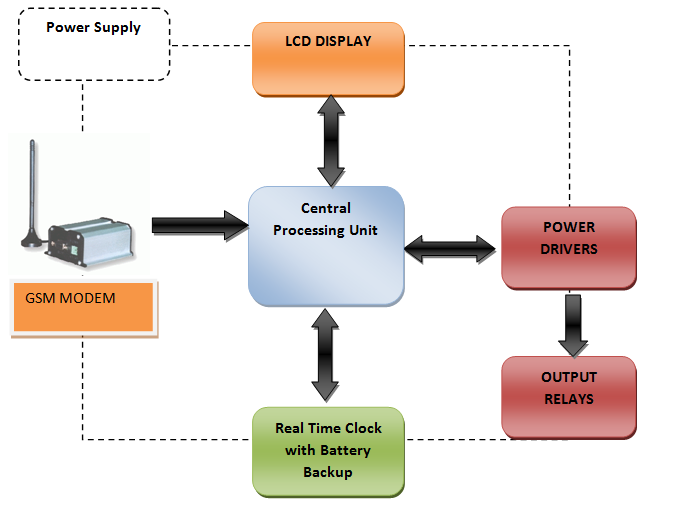 Power Supply
LCD DISPLAY
Central
Processing Unit
POWER
DRIVERS
GSM MODEM
OUTPUT
RELAYS
Real Time Clock
with Battery
Backup